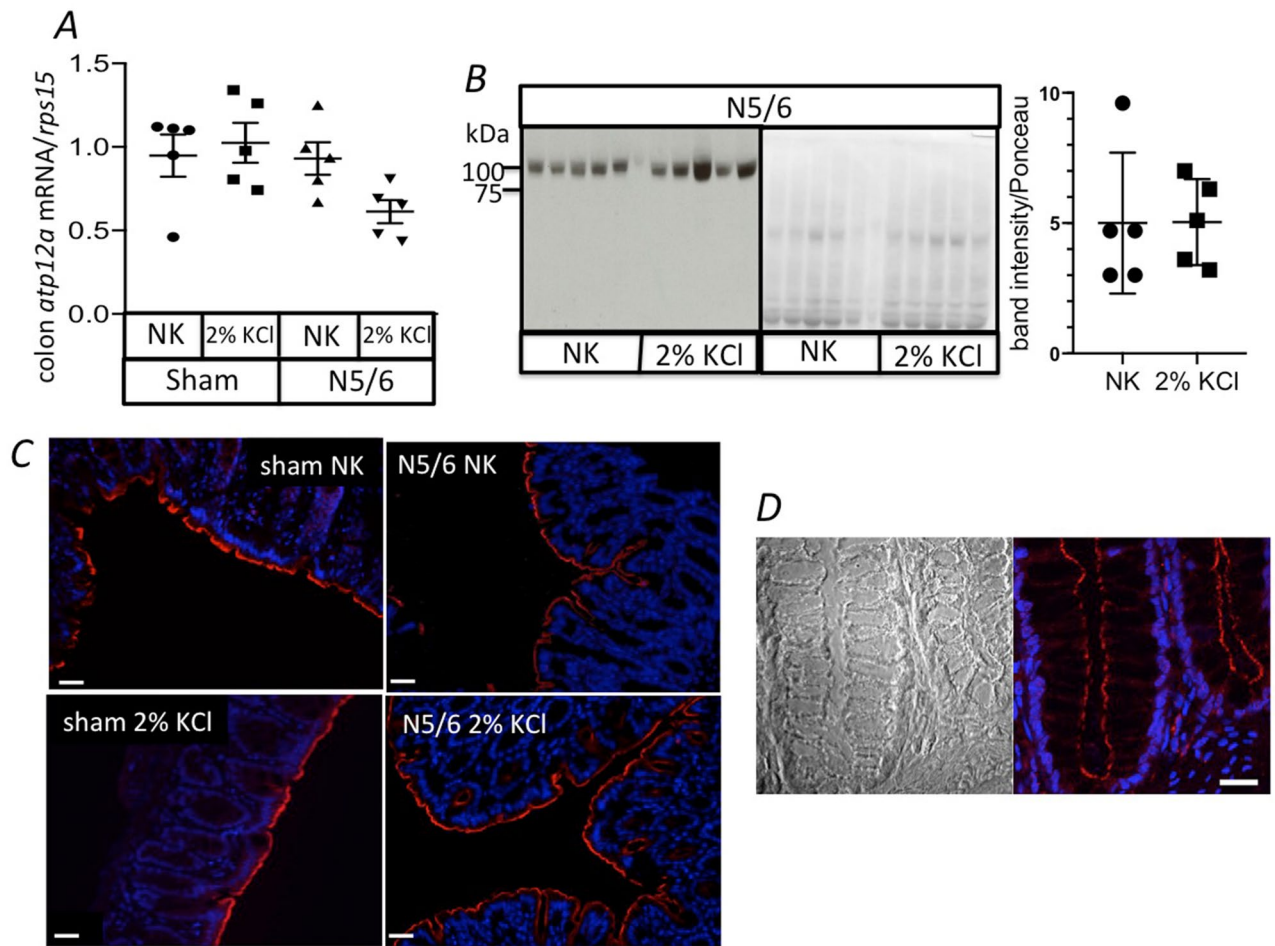 A
colon atp12a mRNA/rps15
1.5
1.0
0.5
0.0
NK
2% KCl
NK
2% KCl
Sham
N5/6
B
N5/6
kDa
100
75
NK
2% KCl
NK
2% KCl
band intensity/Ponceau
10
5
0
NK 2% KCl
C
sham NK
N5/6 NK
sham 2% KCl
N5/6 2% KCl
D